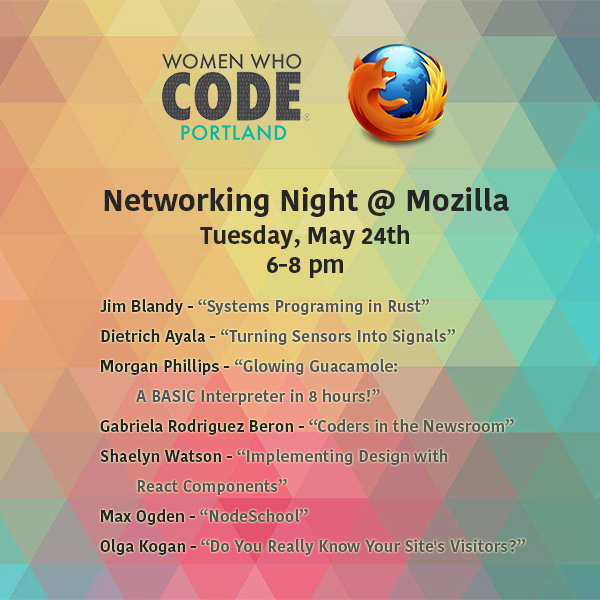 WOMEN WHO
CODE®
PORTLAND
Networking Night @ Mozilla
Tuesday, May 24th
6-8 pm
Jim Blandy - “Systems Programing in Rust”
Dietrich Ayala - “Turning Sensors Into Signals”
Morgan Phillips - “Glowing Guacamole:
A BASIC Interpreter in 8 hours!”
Gabriela Rodriguez Beron - “Coders in the Newsroom”
Shaelyn Watson - “Implementing Design with
React Components”
Max Ogden - “NodeSchool”
Olga Kogan - “Do You Really Know Your Site's Visitors?”